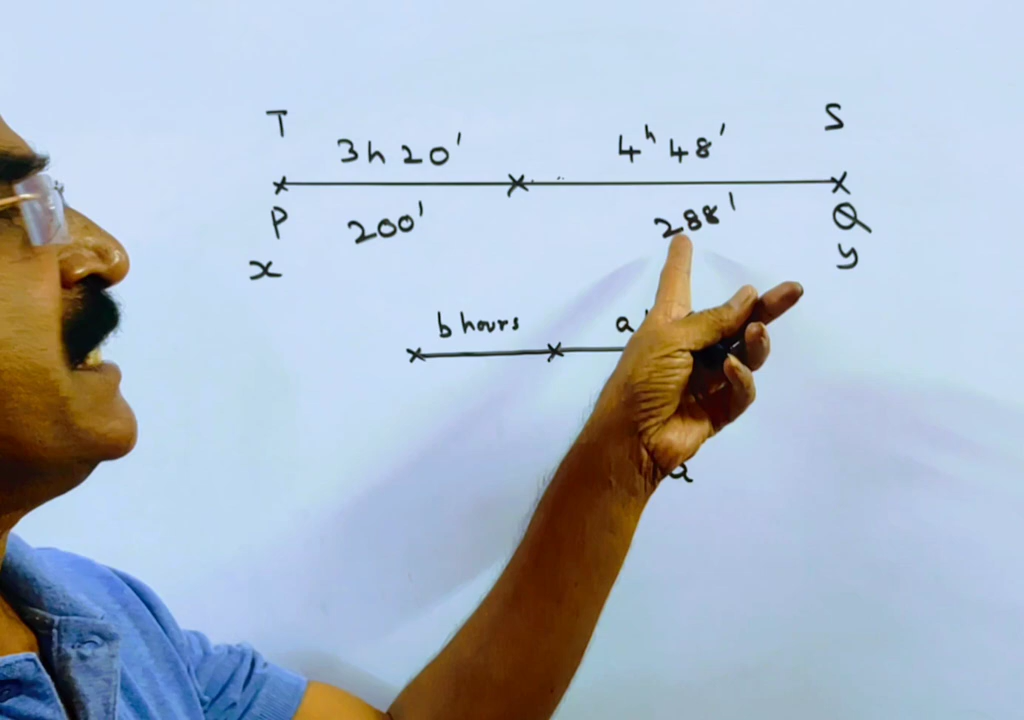 T S
3h 20' 4h 48'
P 200' 288' Q
x y
b hours a
a